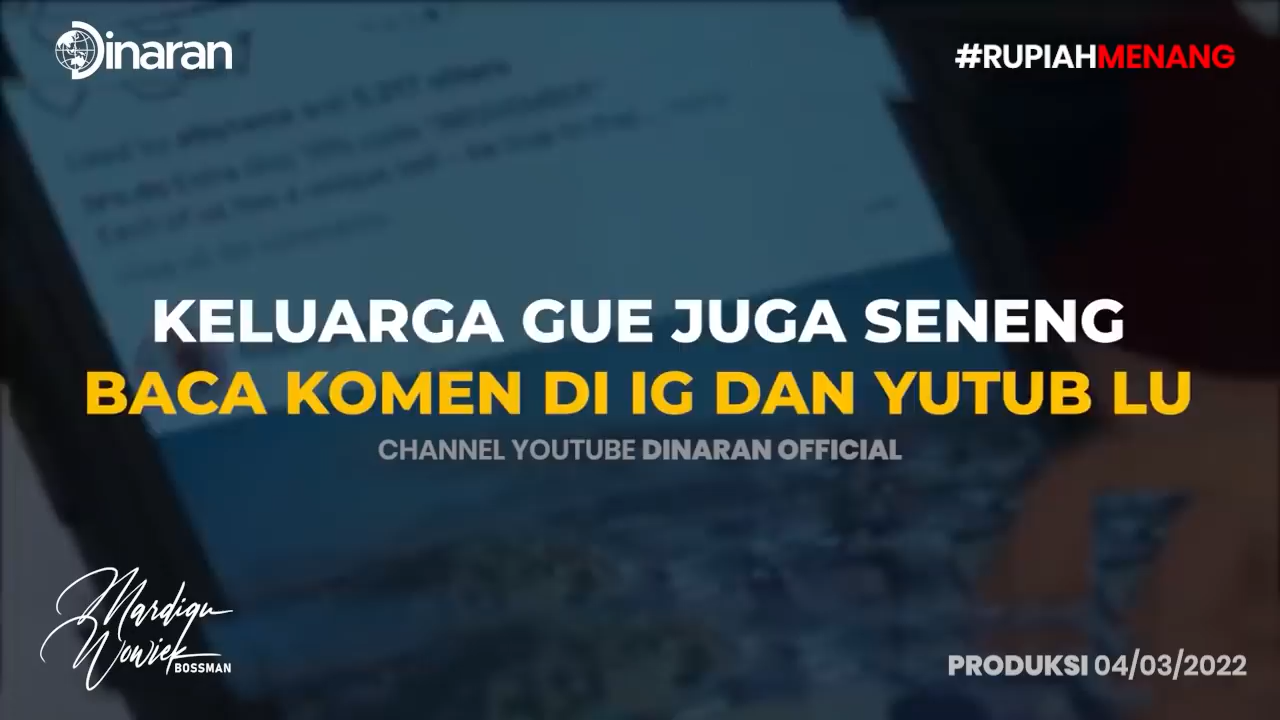 Dinaran
#RUPIAHMENANG
KELUARGA GUE JUGA SENENG
BACA KOMEN DI IG DAN YUTUB LU
CHANNEL YOUTUBE DINARAN OFFICIAL
Mardigu
Wowiek
BOSSMAN
PRODUKSI 04/03/2022